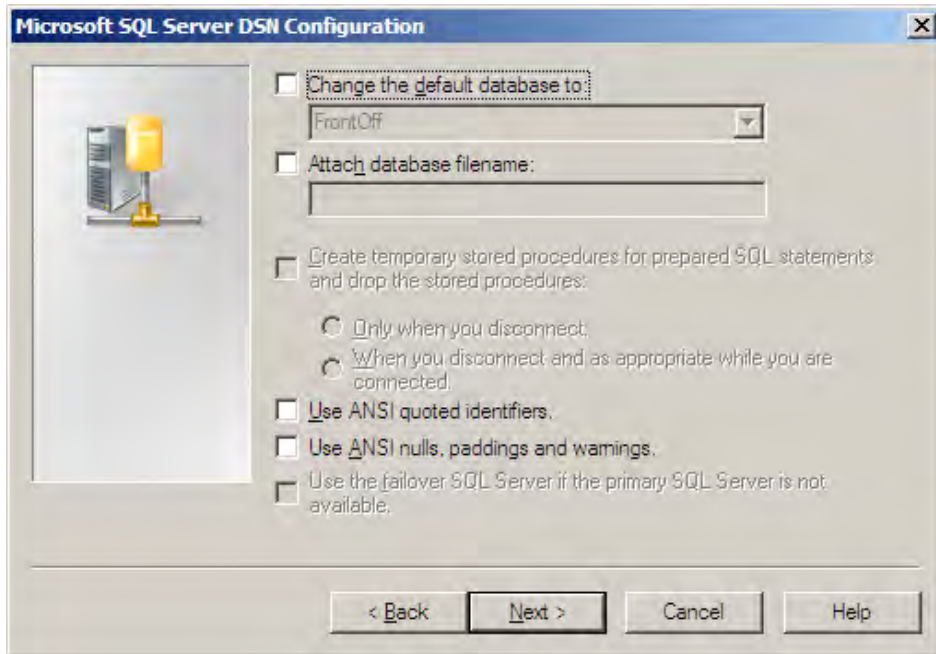 Microsoft SQL Server DSN Configuration
Change the default database to:
FrontOff
Attach database filename:
Create temporary stored procedures for prepared SQL statements
and drop the stored procedures:
Only when you disconnect.
When you disconnect and as appropriate while you are
connected.
Use ANSI quoted identifiers.
Use ANSI nulls, paddings and warnings.
Use the failover SQL Server if the primary SQL Server is not
available.
< Back
Next >
Cancel
Help